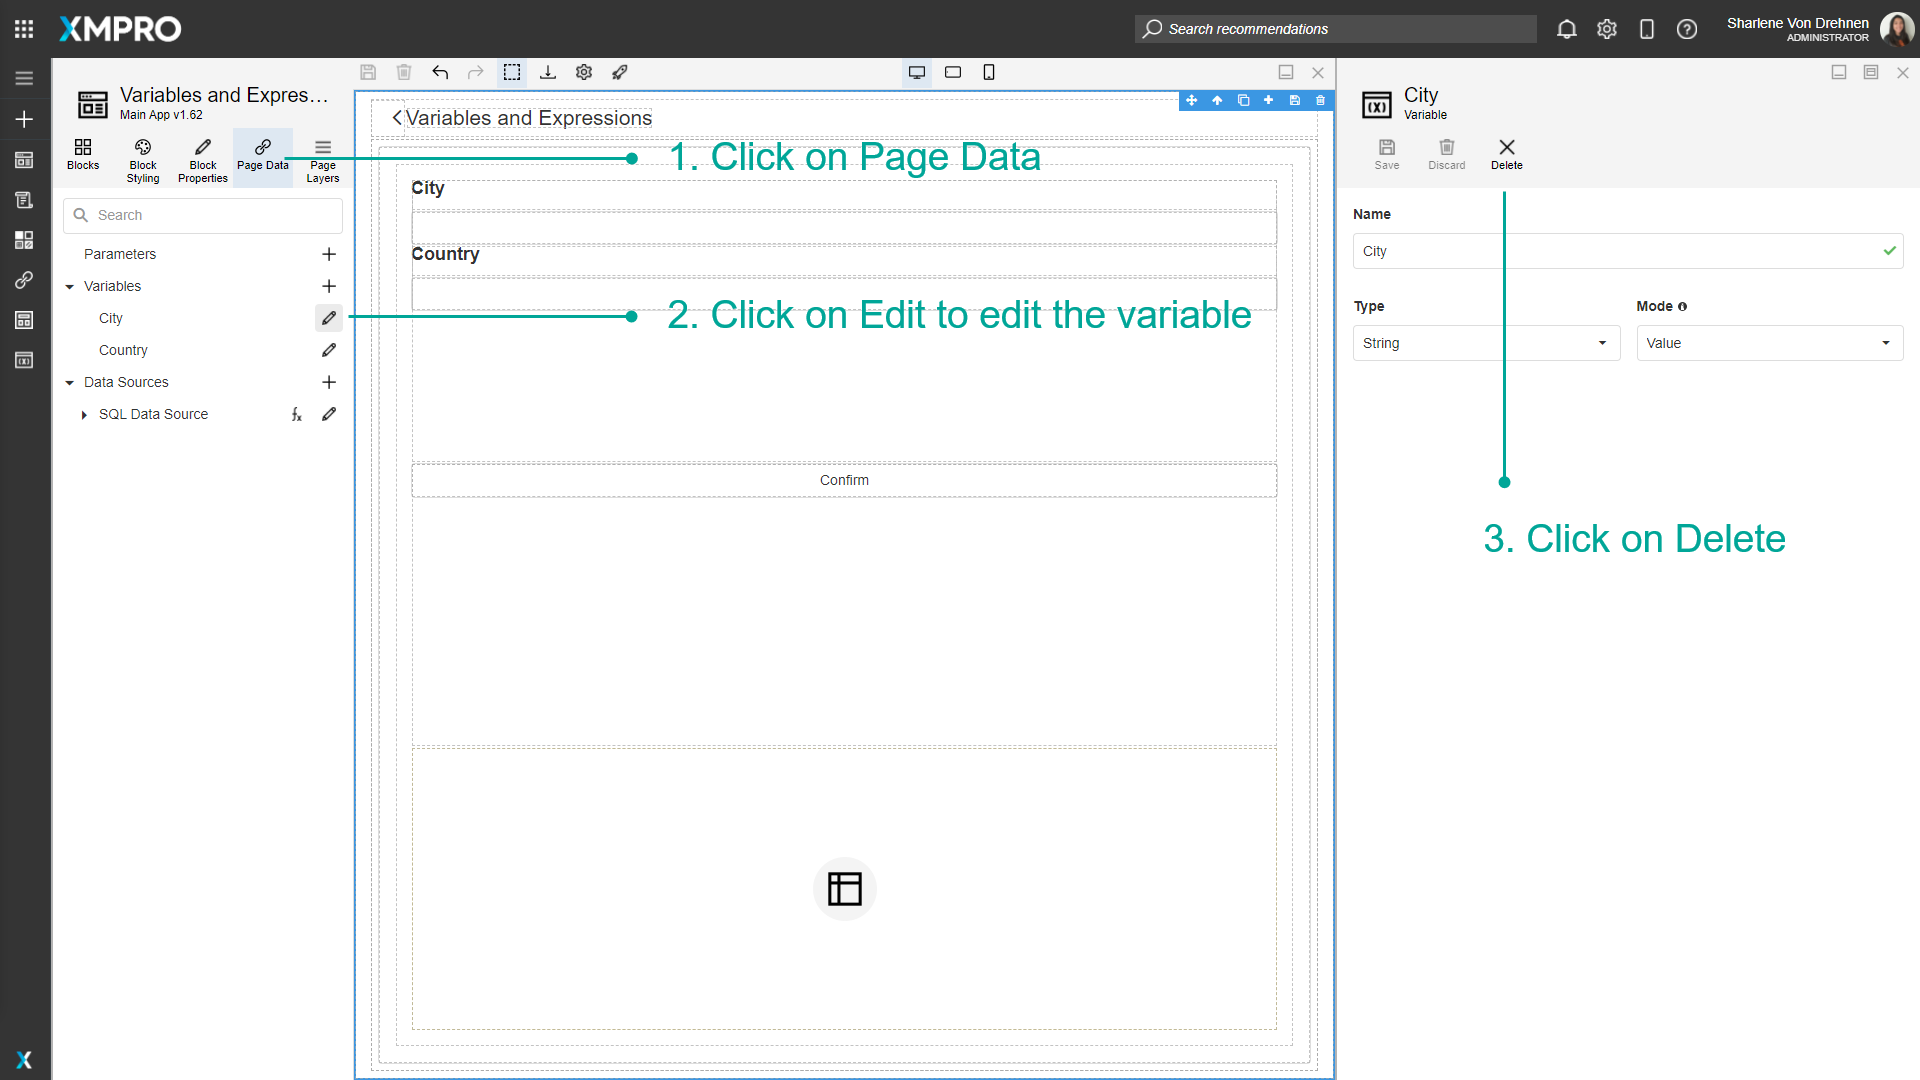 XMPRO
Search recommendations
Sharlene Von Drehnen
ADMINISTRATOR
Variables and Expres...
Main App v1.62
Blocks
Block Styling
Block Properties
Page Data
Page Layers
Search
Parameters
Variables
City
Country
Data Sources
SQL Data Source
fx
Variables and Expressions
1. Click on Page Data
City
Country
2. Click on Edit to edit the variable
Confirm
City
Variable
Save
Discard
Delete
Name
City
Type
Mode
String
Value
3. Click on Delete